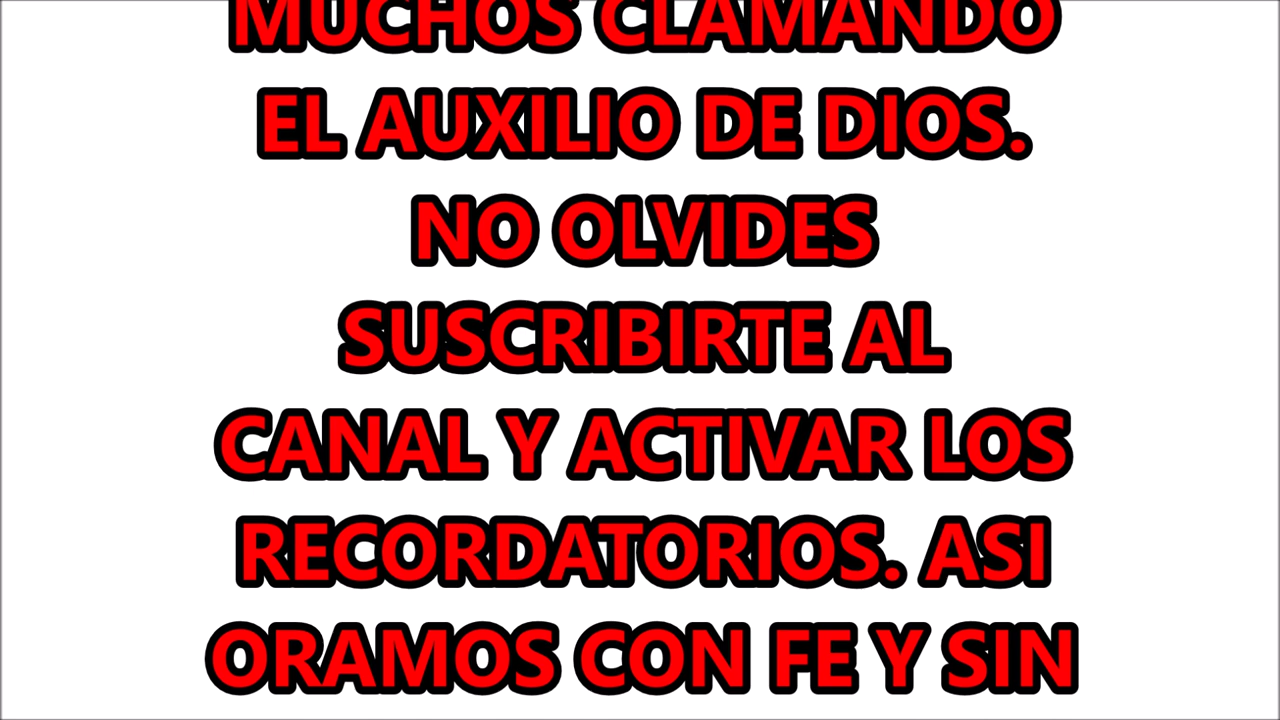 MUCHOS CLAMANDO
EL AUXILIO DE DIOS.
NO OLVIDES
SUSCRIBIRTE AL
CANAL Y ACTIVAR LOS
RECORDATORIOS. ASI
ORAMOS CON FE Y SIN